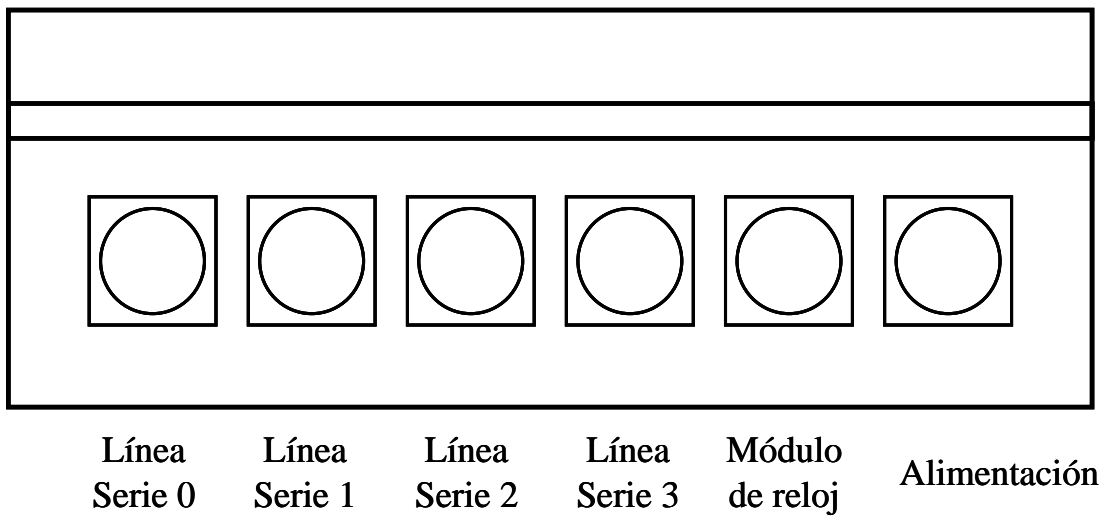 Línea
Serie 0
Línea
Serie 1
Línea
Serie 2
Línea
Serie 3
Módulo
de reloj
Alimentación